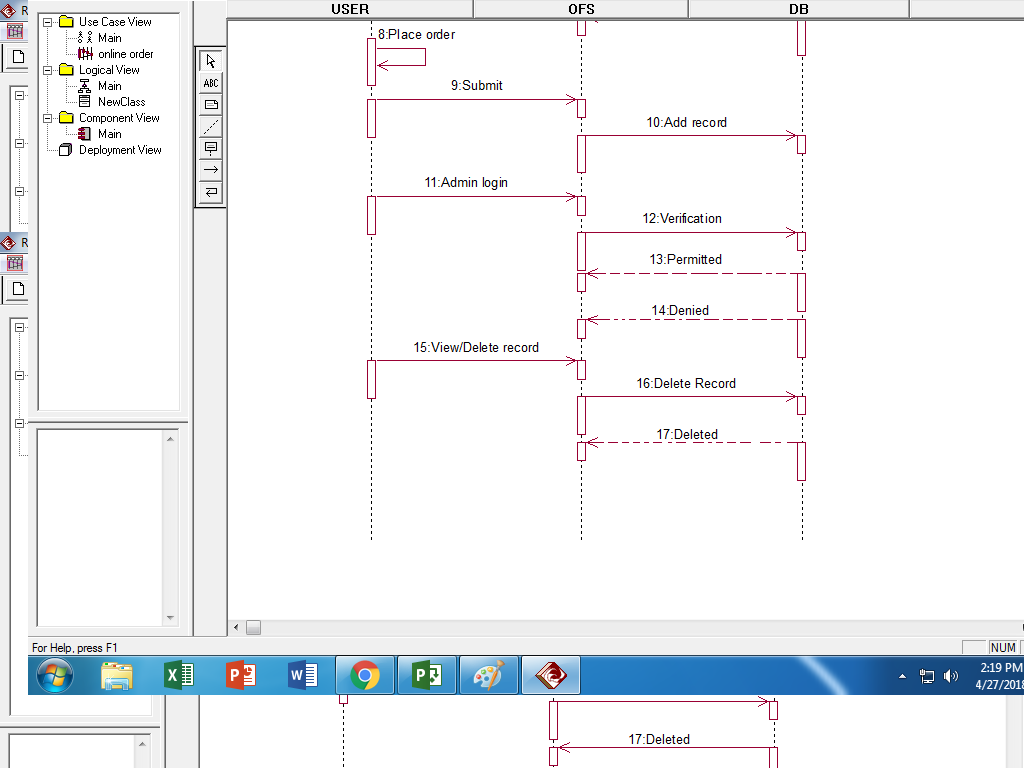 USER OFS DB
R
Use Case View
Main
online order
Logical View
Main
NewClass
Component View
Main
Deployment View
ABC
8:Place order
9:Submit
10:Add record
11:Admin login
12:Verification
13:Permitted
14:Denied
15:View/Delete record
16:Delete Record
17:Deleted
R
For Help, press F1
NUM
2:19 PM
4/27/2018
17:Deleted